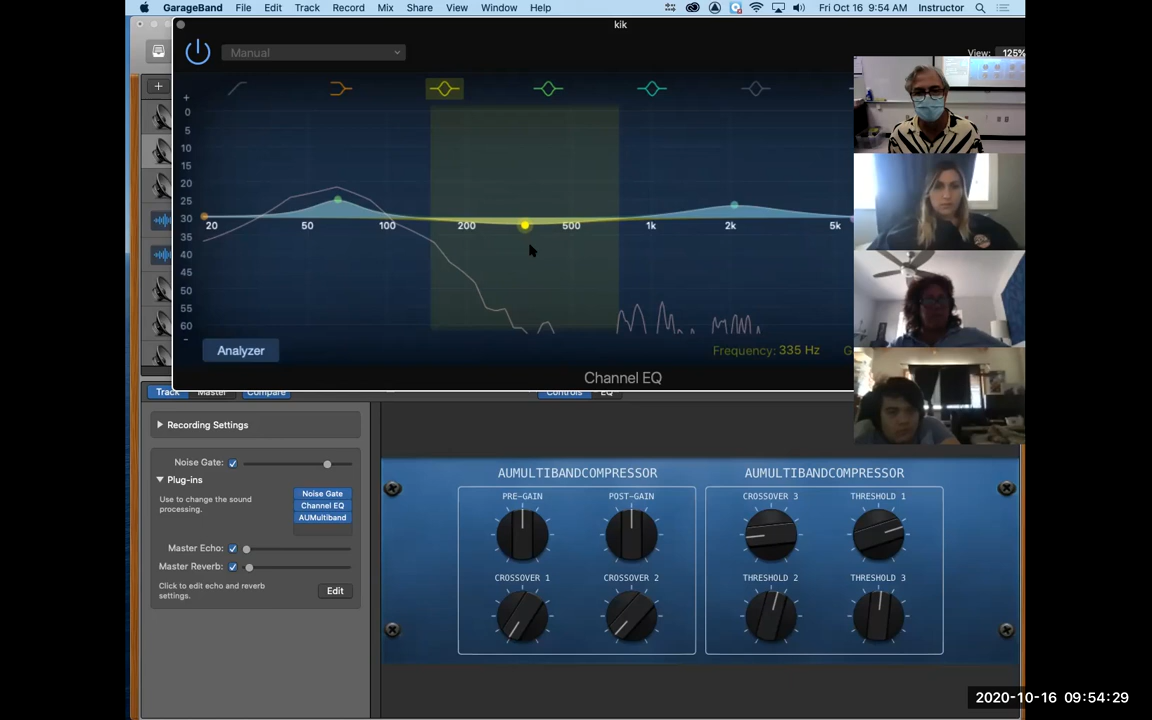 GarageBand File Edit Track Record Mix Share View Window Help Fri Oct 16 9:54 AM Instructor
kik
Manual
View: 125%
+
0
5
10
15
20
25
30
35
40
45
50
55
60
-
20 50 100 200 500 1k 2k 5k
Analyzer
Frequency: 335 Hz G
Channel EQ
Track Master Compare Controls EQ
Recording Settings
Noise Gate:
Plug-ins
Use to change the sound
processing.
Noise Gate
Channel EQ
AUMultiband
Master Echo:
Master Reverb:
Click to edit echo and reverb
settings.
Edit
AUMULTIBANDCOMPRESSOR
PRE-GAIN POST-GAIN
CROSSOVER 1 CROSSOVER 2
AUMULTIBANDCOMPRESSOR
CROSSOVER 3 THRESHOLD 1
THRESHOLD 2 THRESHOLD 3
2020-10-16 09:54:29